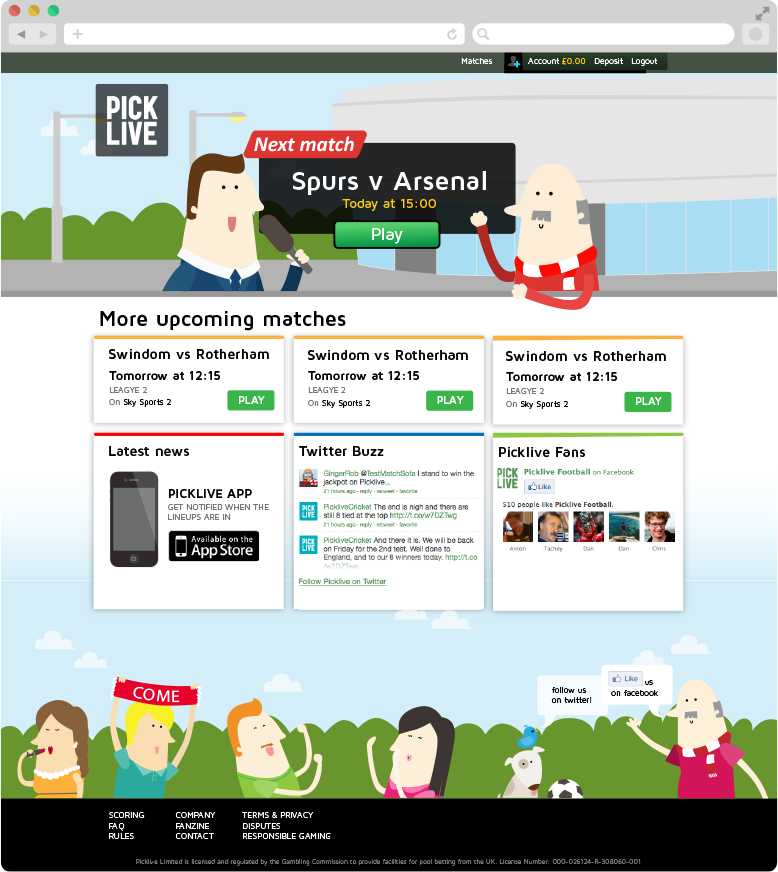 Matches Account £0.00 Deposit Logout
PICK
LIVE
Next match
Spurs v Arsenal
Today at 15:00
Play
More upcoming matches
Swindom vs Rotherham
Tomorrow at 12:15
LEAGYE 2
On Sky Sports 2
PLAY
Swindom vs Rotherham
Tomorrow at 12:15
LEAGYE 2
On Sky Sports 2
PLAY
Swindom vs Rotherham
Tomorrow at 12:15
LEAGYE 2
On Sky Sports 2
PLAY
Latest news
PICKLIVE APP
GET NOTIFIED WHEN THE
LINEUPS ARE IN
Available on the
App Store
Twitter Buzz
GingerRob @TestMatchSofa I stand to win the
jackpot on Picklive...
21 hours ago · reply · retweet · favorite
PICK
LIVE
PickliveCricket The end is nigh and there are
still 8 tied at the top http://t.co/w7DZTwg
21 hours ago · reply · retweet · favorite
PICK
LIVE
PickliveCricket And there it is. We will be back
on Friday for the 2nd test. Well done to
England, and to our 8 winners today. http://t.co
/w7DZTwg
Follow Picklive on Twitter
Picklive Fans
PICK
LIVE
Picklive Football on Facebook
Like
510 people like Picklive Football.
Anton Tachey Dan Dan Chris
COME
follow us
on twitter!
Like us
on facebook
SCORING
FAQ
RULES
COMPANY
FANZINE
CONTACT
TERMS & PRIVACY
DISPUTES
RESPONSIBLE GAMING
Picklive Limited is licensed and regulated by the Gambling Commission to provide facilities for pool betting from the UK. License Number: 000-026124-R-308060-001